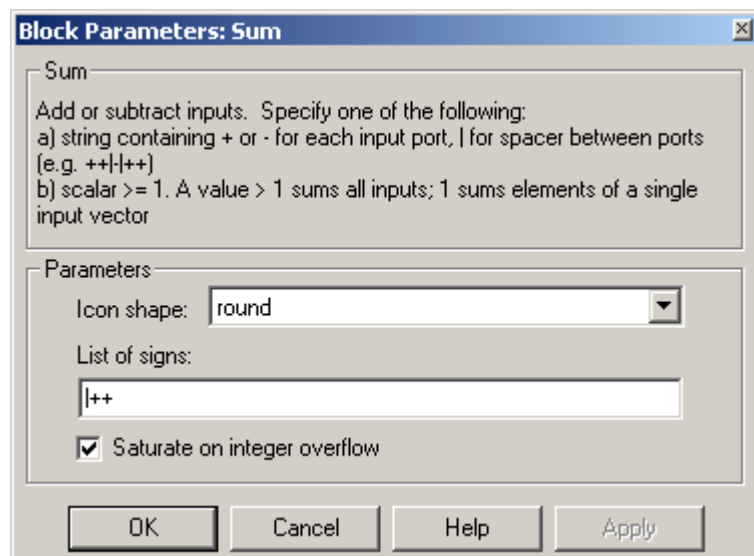 Block Parameters: Sum
Sum
Add or subtract inputs. Specify one of the following:
a) string containing + or - for each input port, | for spacer between ports
(e.g. ++|-|++)
b) scalar >= 1. A value > 1 sums all inputs; 1 sums elements of a single
input vector
Parameters
Icon shape: round
List of signs:
|++
Saturate on integer overflow
OK Cancel Help Apply